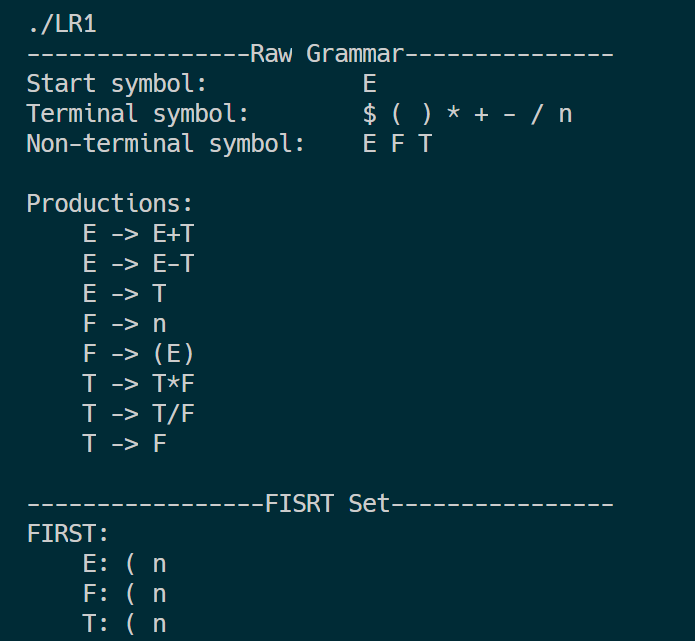 ./LR1
----------------Raw Grammar---------------
Start symbol:           E
Terminal symbol:        $ ( ) * + - / n
Non-terminal symbol:    E F T
Productions:
    E -> E+T
    E -> E-T
    E -> T
    F -> n
    F -> (E)
    T -> T*F
    T -> T/F
    T -> F
-----------------FISRT Set----------------
FIRST:
    E: ( n
    F: ( n
    T: ( n